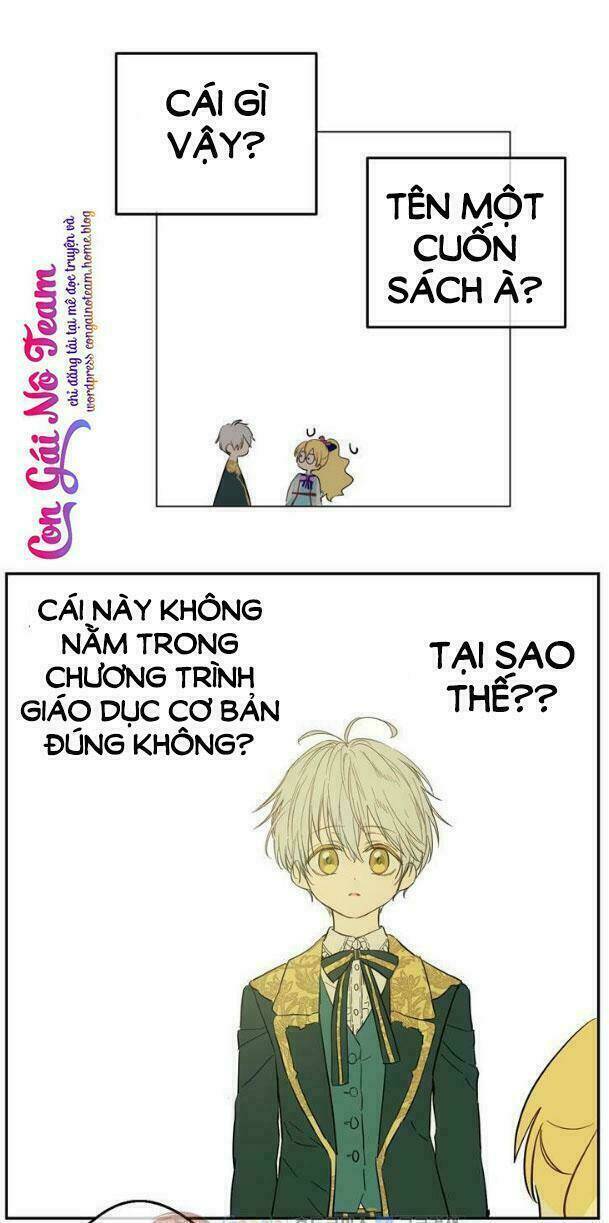 CÁI GÌ
VẬY?
TÊN MỘT
CUỐN
SÁCH À?
Con Gái Nô Team
chỉ đăng tải tại mê đọc truyện và
wordpress congainoteam.home.blog
CÁI NÀY KHÔNG
NẰM TRONG
CHƯƠNG TRÌNH
GIÁO DỤC CƠ BẢN
ĐÚNG KHÔNG?
TẠI SAO
THẾ??